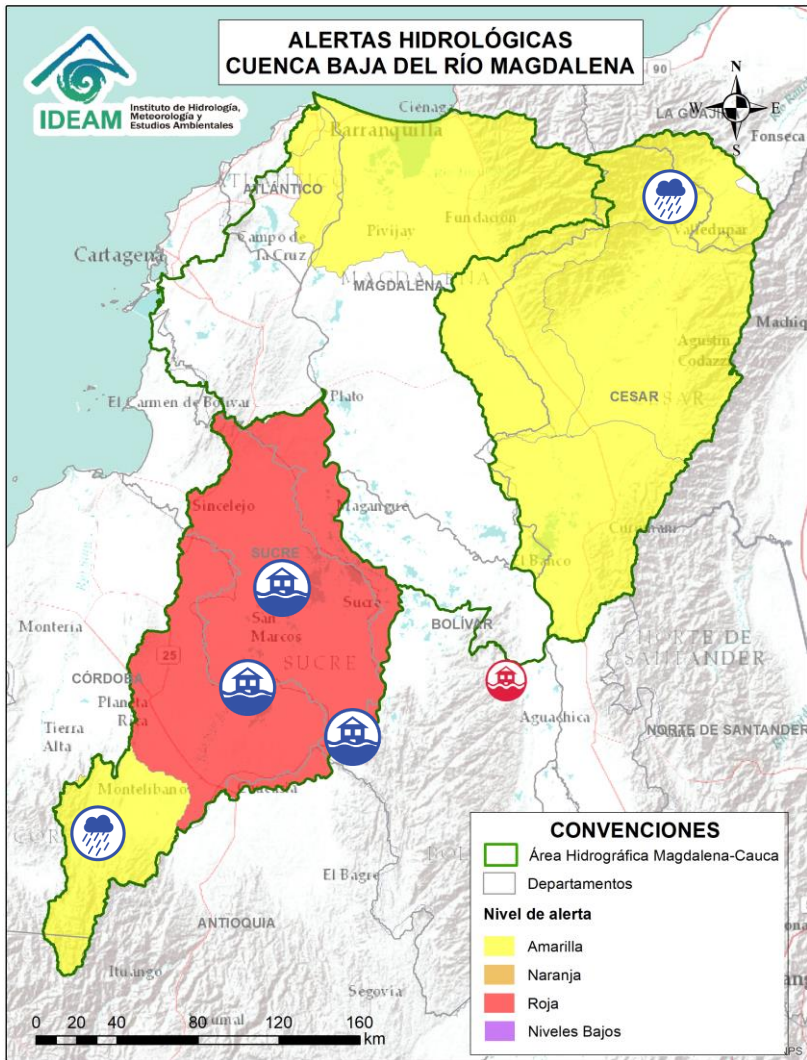 ALERTAS HIDROLÓGICAS
CUENCA BAJA DEL RÍO MAGDALENA
IDEAM
Instituto de Hidrología,
Meteorología y
Estudios Ambientales
N
W
E
S
90
Ciénaga
LA GUAJIRA
Fonseca
Barranquilla
ATLÁNTICO
Campo de
la Cruz
Pivijay
Fundación
Valledupar
Cartagena
MAGDALENA
Agustín
Codazzi
El Carmen de Bolívar
Plato
CESAR
Sincelejo
Magangue
SUCRE
Curumaní
El Banco
Sucre
San
Marcos
BOLÍVAR
Montería
25
SUCRE
NORTE DE
SANTANDER
CÓRDOBA
Planeta
Rica
Aguachica
Tierra
Alta
NORTE DE SANTANDER
Montelíbano
El Bagre
ANTIOQUIA
Ituango
Segovia
CONVENCIONES
Área Hidrográfica Magdalena-Cauca
Departamentos
Nivel de alerta
Amarilla
Naranja
Roja
Niveles Bajos
0 20 40 80 120 160
km